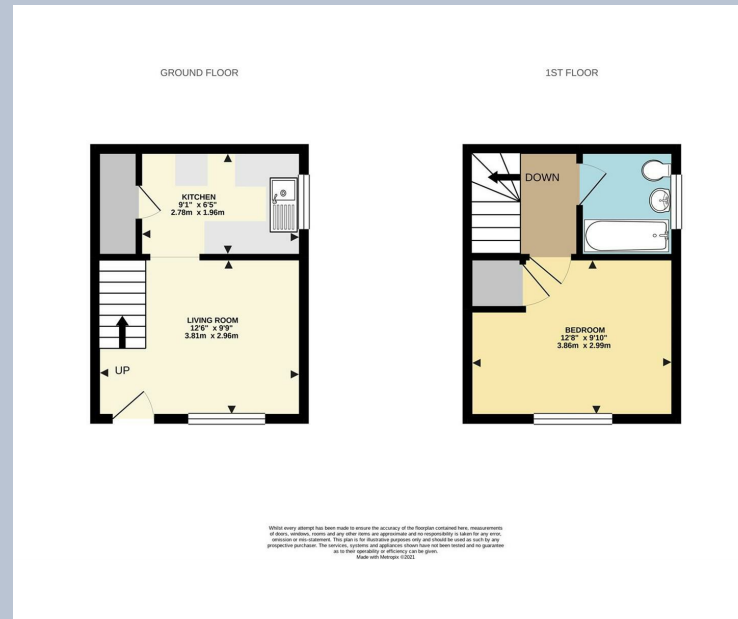 GROUND FLOOR
1ST FLOOR
KITCHEN
9'1" x 6'5"
2.78m x 1.96m
LIVING ROOM
12'6" x 9'9"
3.81m x 2.96m
UP
DOWN
BEDROOM
12'8" x 9'10"
3.86m x 2.99m
Whilst every attempt has been made to ensure the accuracy of the floorplan contained here, measurements
of doors, windows, rooms and any other items are approximate and no responsibility is taken for any error,
omission or mis-statement. This plan is for illustrative purposes only and should be used as such by any
prospective purchaser. The services, systems and appliances shown have not been tested and no guarantee
as to their operability or efficiency can be given.
Made with Metropix ©2021